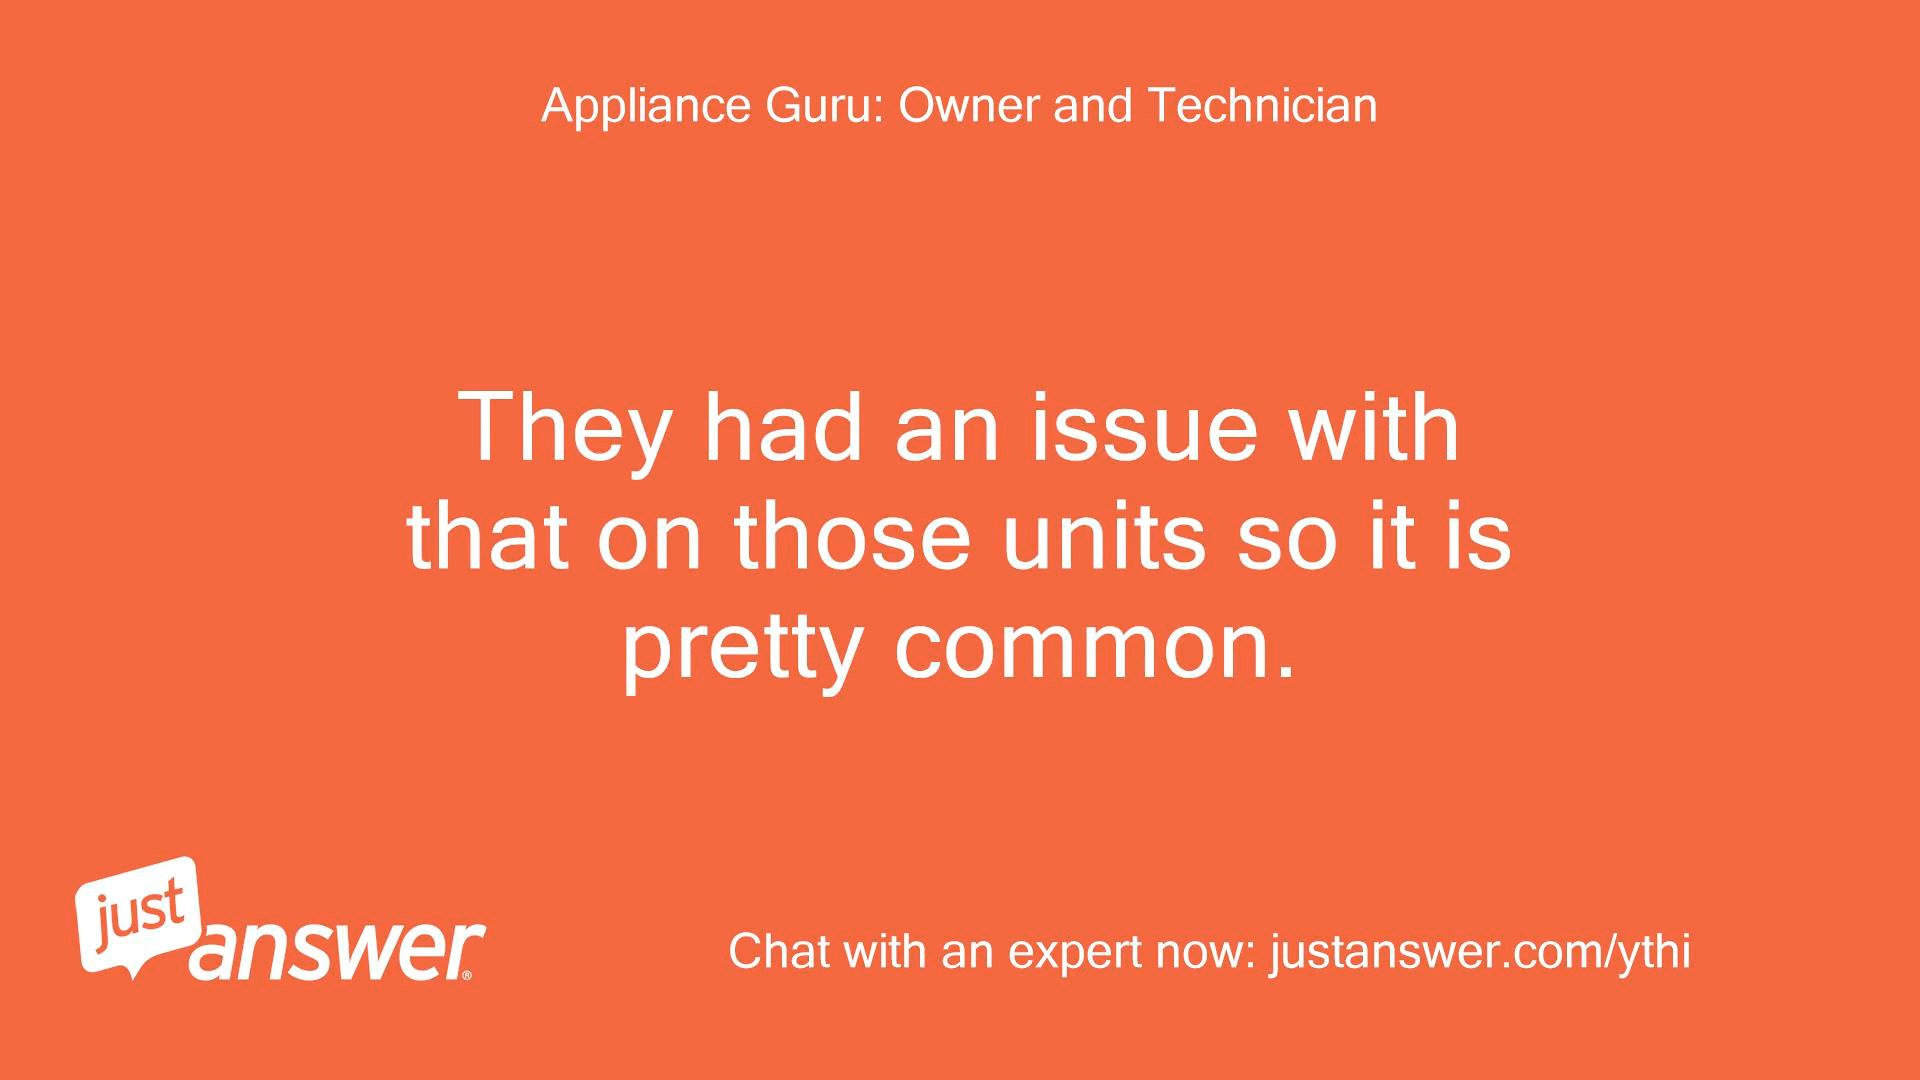 Appliance Guru: Owner and Technician
They had an issue with
that on those units so it is
pretty common.
just
answer®
Chat with an expert now: justanswer.com/ythi